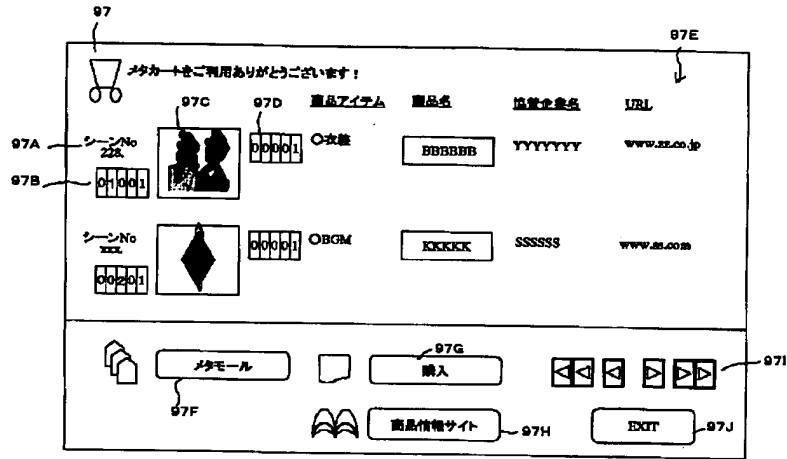 97
97E
メタカートをご利用ありがとうございます！
97C 97D 商品アイテム 商品名 協賛企業名 URL
97A シーンNo 228. 00001 ○衣装 BBBBBB YYYYYYY www.zz.co.jp
97B 01001
シーンNo xxx. 00001 ○BGM KKKKK SSSSSS www.ss.com
00201
97G
メタモール 購入 97I
97F
商品情報サイト 97H EXIT 97J